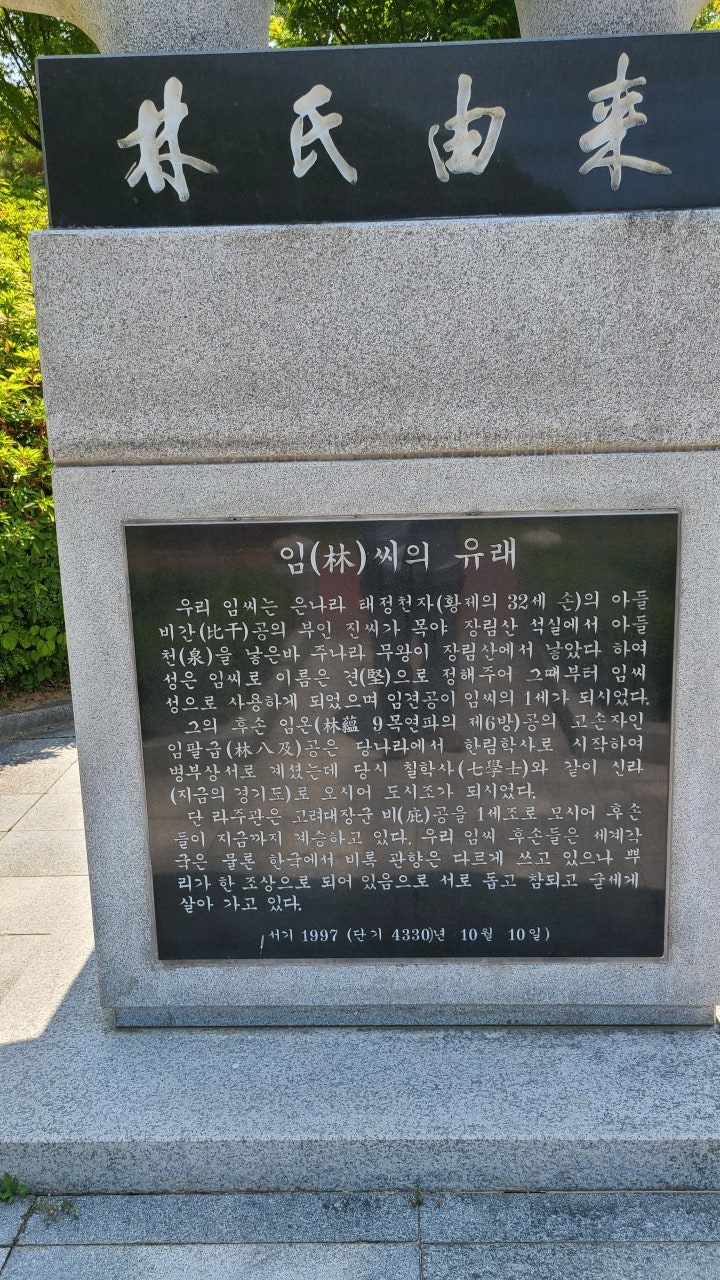 林氏由来
임(林)씨의 유래
우리 임씨는 은나라 태정천자(황제의 32세 손)의 아들
비간(比干)공의 부인 진씨가 목야 장림산 석실에서 아들
천(泉)을 낳은바 주나라 무왕이 장림산에서 낳았다 하여
성은 임씨로 이름은 견(堅)으로 정해주어 그때부터 임씨
성으로 사용하게 되었으며 임견공이 임씨의 1세가 되시었다.
그의 후손 임온(林蘊 9목연파의 제6방)공의 고손자인
임팔급(林八及)공은 당나라에서 한림학사로 시작하여
병부상서로 계셨는데 당시 칠학사(七學士)와 같이 신라
(지금의 경기도)로 오시어 도시조가 되시었다.
단 라주관은 고려대장군 비(庇)공을 1세조로 모시어 후손
들이 지금까지 계승하고 있다. 우리 임씨 후손들은 세계각
국은 물론 한국에서 비록 관향은 다르게 쓰고 있으나 뿌
리가 한 조상으로 되어 있음으로 서로 돕고 참되고 굳세게
살아 가고 있다.
서기 1997 (단기 4330)년 10월 10일)